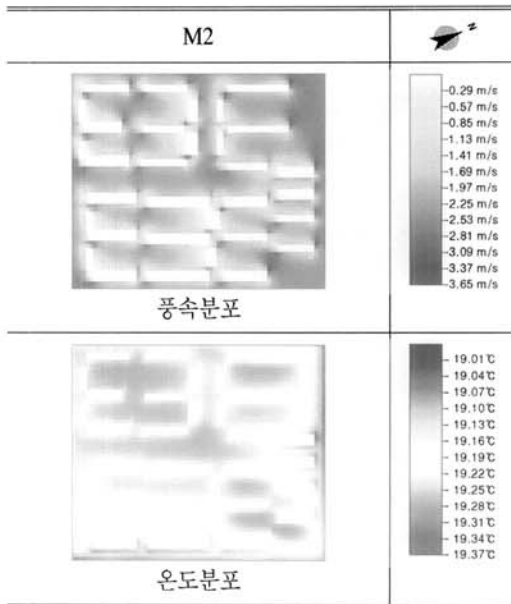 M2
z
0.29 m/s
0.57 m/s
0.85 m/s
1.13 m/s
1.41 m/s
1.69 m/s
1.97 m/s
2.25 m/s
2.53 m/s
2.81 m/s
3.09 m/s
3.37 m/s
3.65 m/s
풍속분포
19.01℃
19.04℃
19.07℃
19.10℃
19.13℃
19.16℃
19.19℃
19.22℃
19.25℃
19.28℃
19.31℃
19.34℃
19.37℃
온도분포